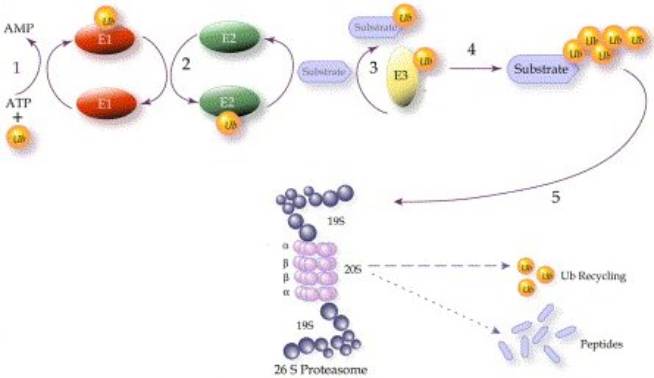 AMP
1
ATP
+
Ub
Ub
E1
E1
2
E2
E2
Ub
Substrate
Substrate
Ub
3
E3
Ub
4
Substrate
Ub Ub Ub Ub
Ub Ub
5
19S
α
β
β
α
20S
19S
26 S Proteasome
Ub
Ub
Ub
Ub Recycling
Peptides